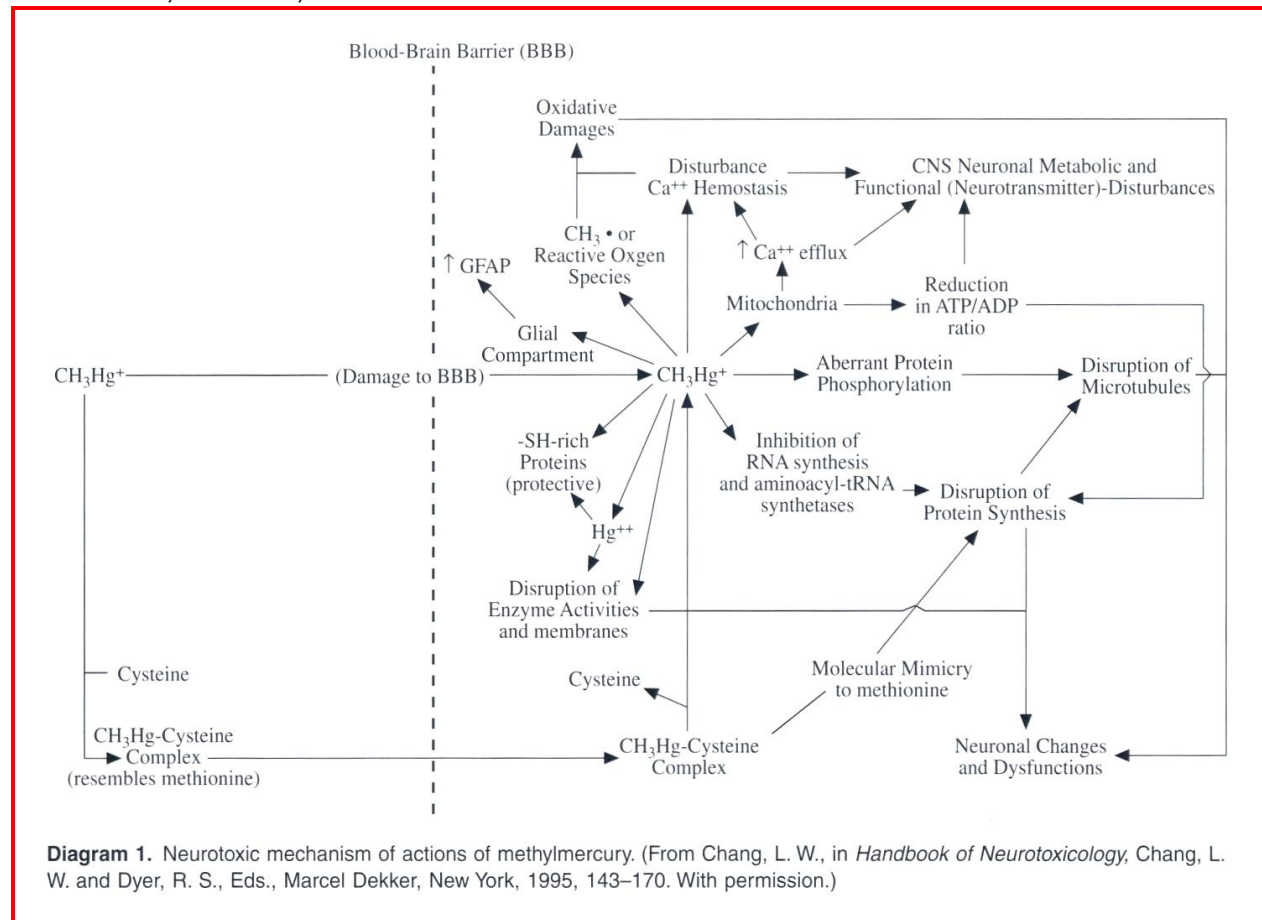 Blood-Brain Barrier (BBB)
Oxidative
Damages
Disturbance
Ca++ Hemostasis
CNS Neuronal Metabolic and
Functional (Neurotransmitter)-Disturbances
CH3 • or
Reactive Oxgen
Species
↑ GFAP
↑ Ca++ efflux
Mitochondria
Reduction
in ATP/ADP
ratio
Glial
Compartment
CH3Hg+
(Damage to BBB)
CH3Hg+
Aberrant Protein
Phosphorylation
Disruption of
Microtubules
-SH-rich
Proteins
(protective)
Inhibition of
RNA synthesis
and aminoacyl-tRNA
synthetases
Disruption of
Protein Synthesis
Hg++
Disruption of
Enzyme Activities
and membranes
Cysteine
Cysteine
Molecular Mimicry
to methionine
CH3Hg-Cysteine
Complex
(resembles methionine)
CH3Hg-Cysteine
Complex
Neuronal Changes
and Dysfunctions
Diagram 1. Neurotoxic mechanism of actions of methylmercury. (From Chang, L. W., in Handbook of Neurotoxicology, Chang, L.
W. and Dyer, R. S., Eds., Marcel Dekker, New York, 1995, 143–170. With permission.)